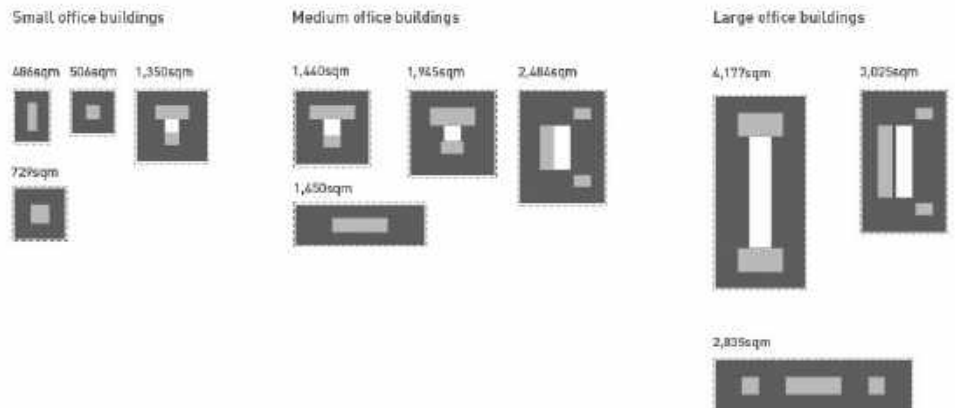 Small office buildings
Medium office buildings
Large office buildings
486sqm
506sqm
1,350sqm
729sqm
1,440sqm
1,945sqm
2,484sqm
1,450sqm
4,177sqm
3,025sqm
2,835sqm